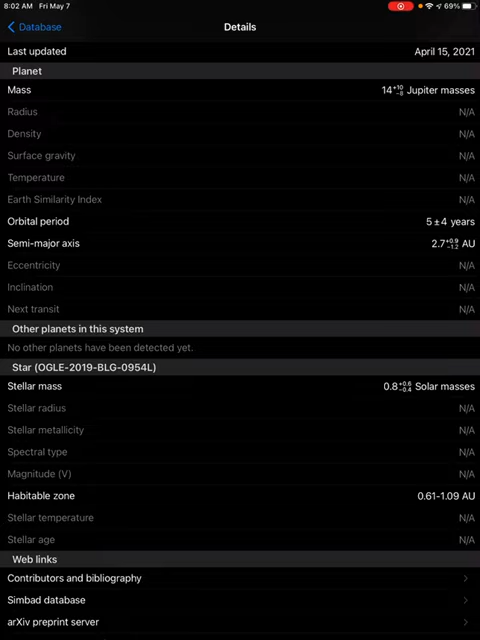 8:02 AM Fri May 7 69%
Database Details
Last updated April 15, 2021
Planet
Mass 14 +10 −8 Jupiter masses
Radius N/A
Density N/A
Surface gravity N/A
Temperature N/A
Earth Similarity Index N/A
Orbital period 5 ± 4 years
Semi-major axis 2.7 +0.9 −1.2 AU
Eccentricity N/A
Inclination N/A
Next transit N/A
Other planets in this system
No other planets have been detected yet.
Star (OGLE-2019-BLG-0954L)
Stellar mass 0.8 +0.6 −0.4 Solar masses
Stellar radius N/A
Stellar metallicity N/A
Spectral type N/A
Magnitude (V) N/A
Habitable zone 0.61-1.09 AU
Stellar temperature N/A
Stellar age N/A
Web links
Contributors and bibliography
Simbad database
arXiv preprint server